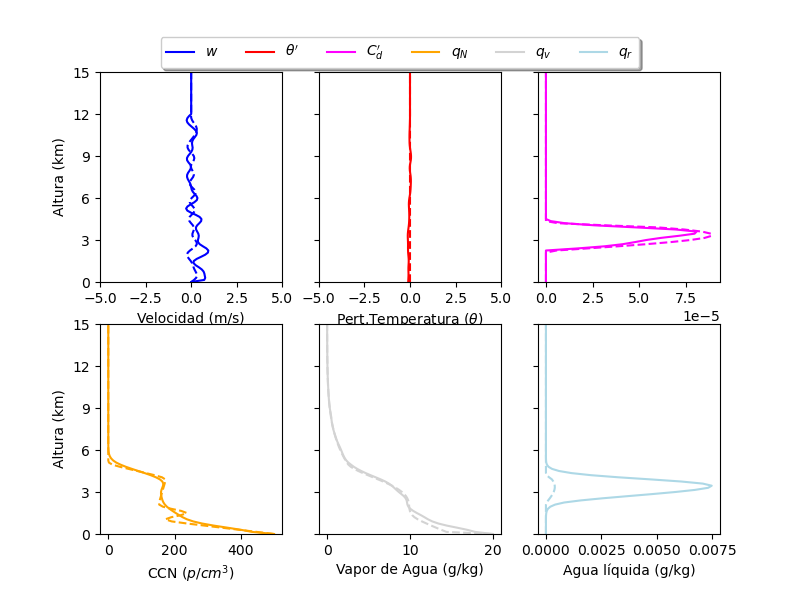 w θ′ C′d qN qv qr
15
12
9
6
3
0
Altura (km)
−5.0 −2.5 0.0 2.5 5.0
Velocidad (m/s)
−5.0 −2.5 0.0 2.5 5.0
Pert.Temperatura (θ)
0.0 2.5 5.0 7.5
1e−5
15
12
9
6
3
0
Altura (km)
0 200 400
CCN (p/cm³)
0 10 20
Vapor de Agua (g/kg)
0.0000 0.0025 0.0050 0.0075
Agua líquida (g/kg)